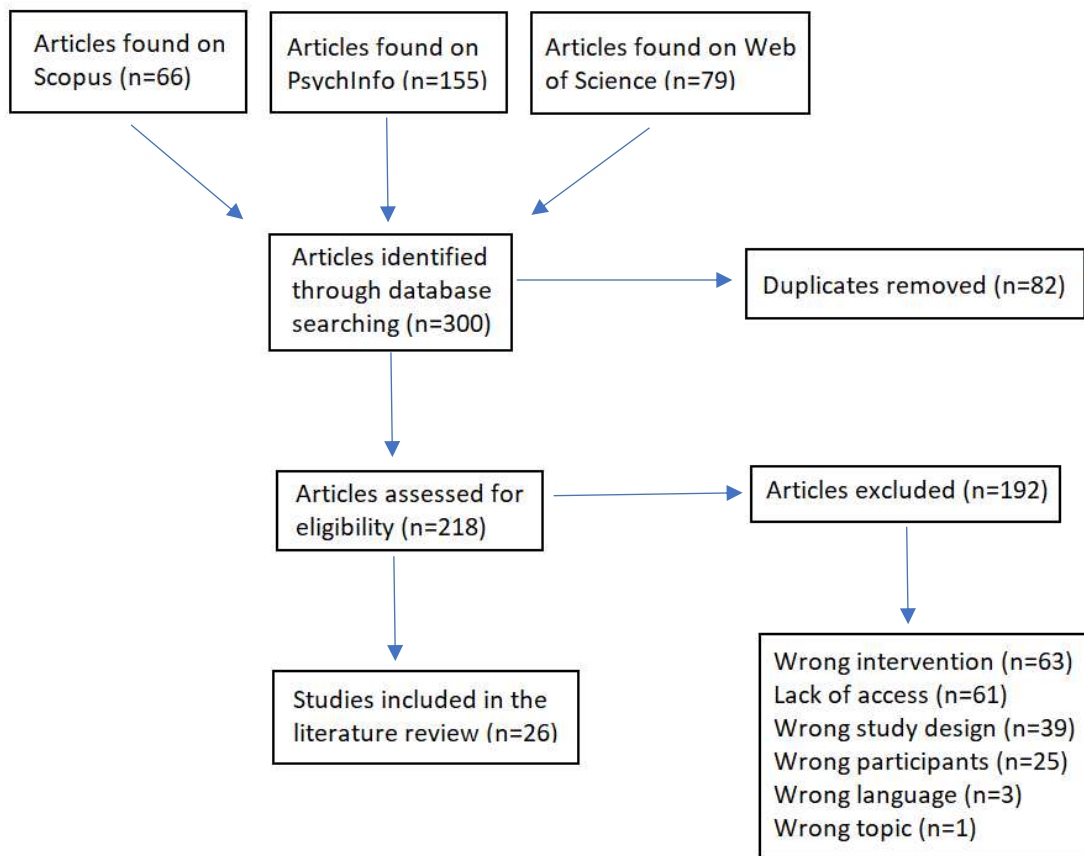 Articles found on
Scopus (n=66)
Articles found on
PsychInfo (n=155)
Articles found on Web
of Science (n=79)
Articles identified
through database
searching (n=300)
Duplicates removed (n=82)
Articles assessed for
eligibility (n=218)
Articles excluded (n=192)
Studies included in the
literature review (n=26)
Wrong intervention (n=63)
Lack of access (n=61)
Wrong study design (n=39)
Wrong participants (n=25)
Wrong language (n=3)
Wrong topic (n=1)